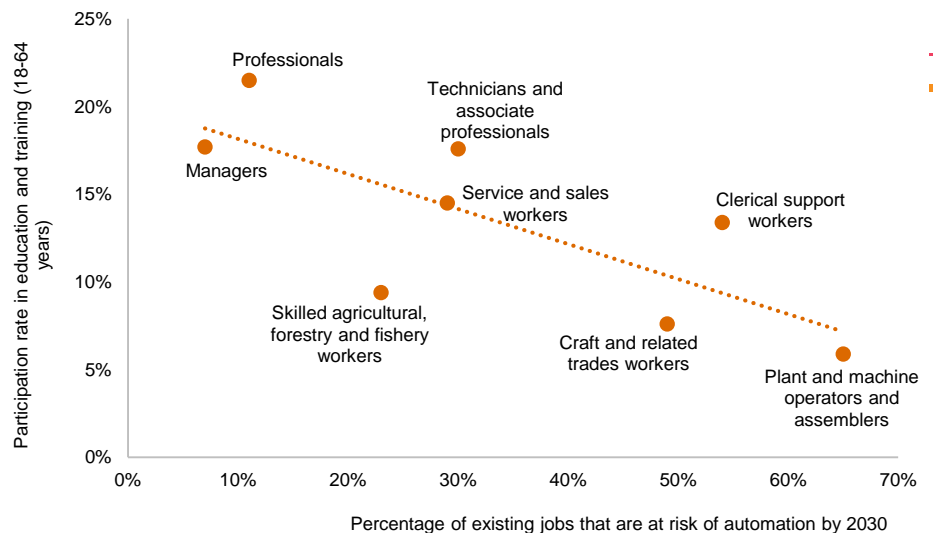 Participation rate in education and training (18-64
years)
25%
20%
15%
10%
5%
0%
Professionals
Managers
Technicians and
associate
professionals
Service and sales
workers
Clerical support
workers
Skilled agricultural,
forestry and fishery
workers
Craft and related
trades workers
Plant and machine
operators and
assemblers
0%
10%
20%
30%
40%
50%
60%
70%
Percentage of existing jobs that are at risk of automation by 2030